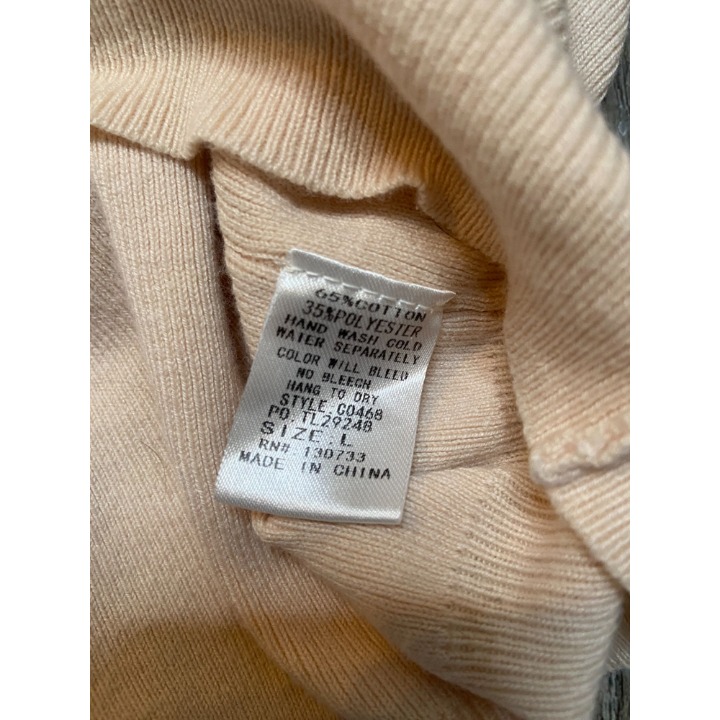 65%COTTON
35%POLYESTER
HAND WASH COLD
WATER SEPARATELY
COLOR WILL BLEED
NO BLEECH
HANG TO DRY
STYLE.C0468
PO.TL29248
SIZE:L
RN# 130733
MADE IN CHINA